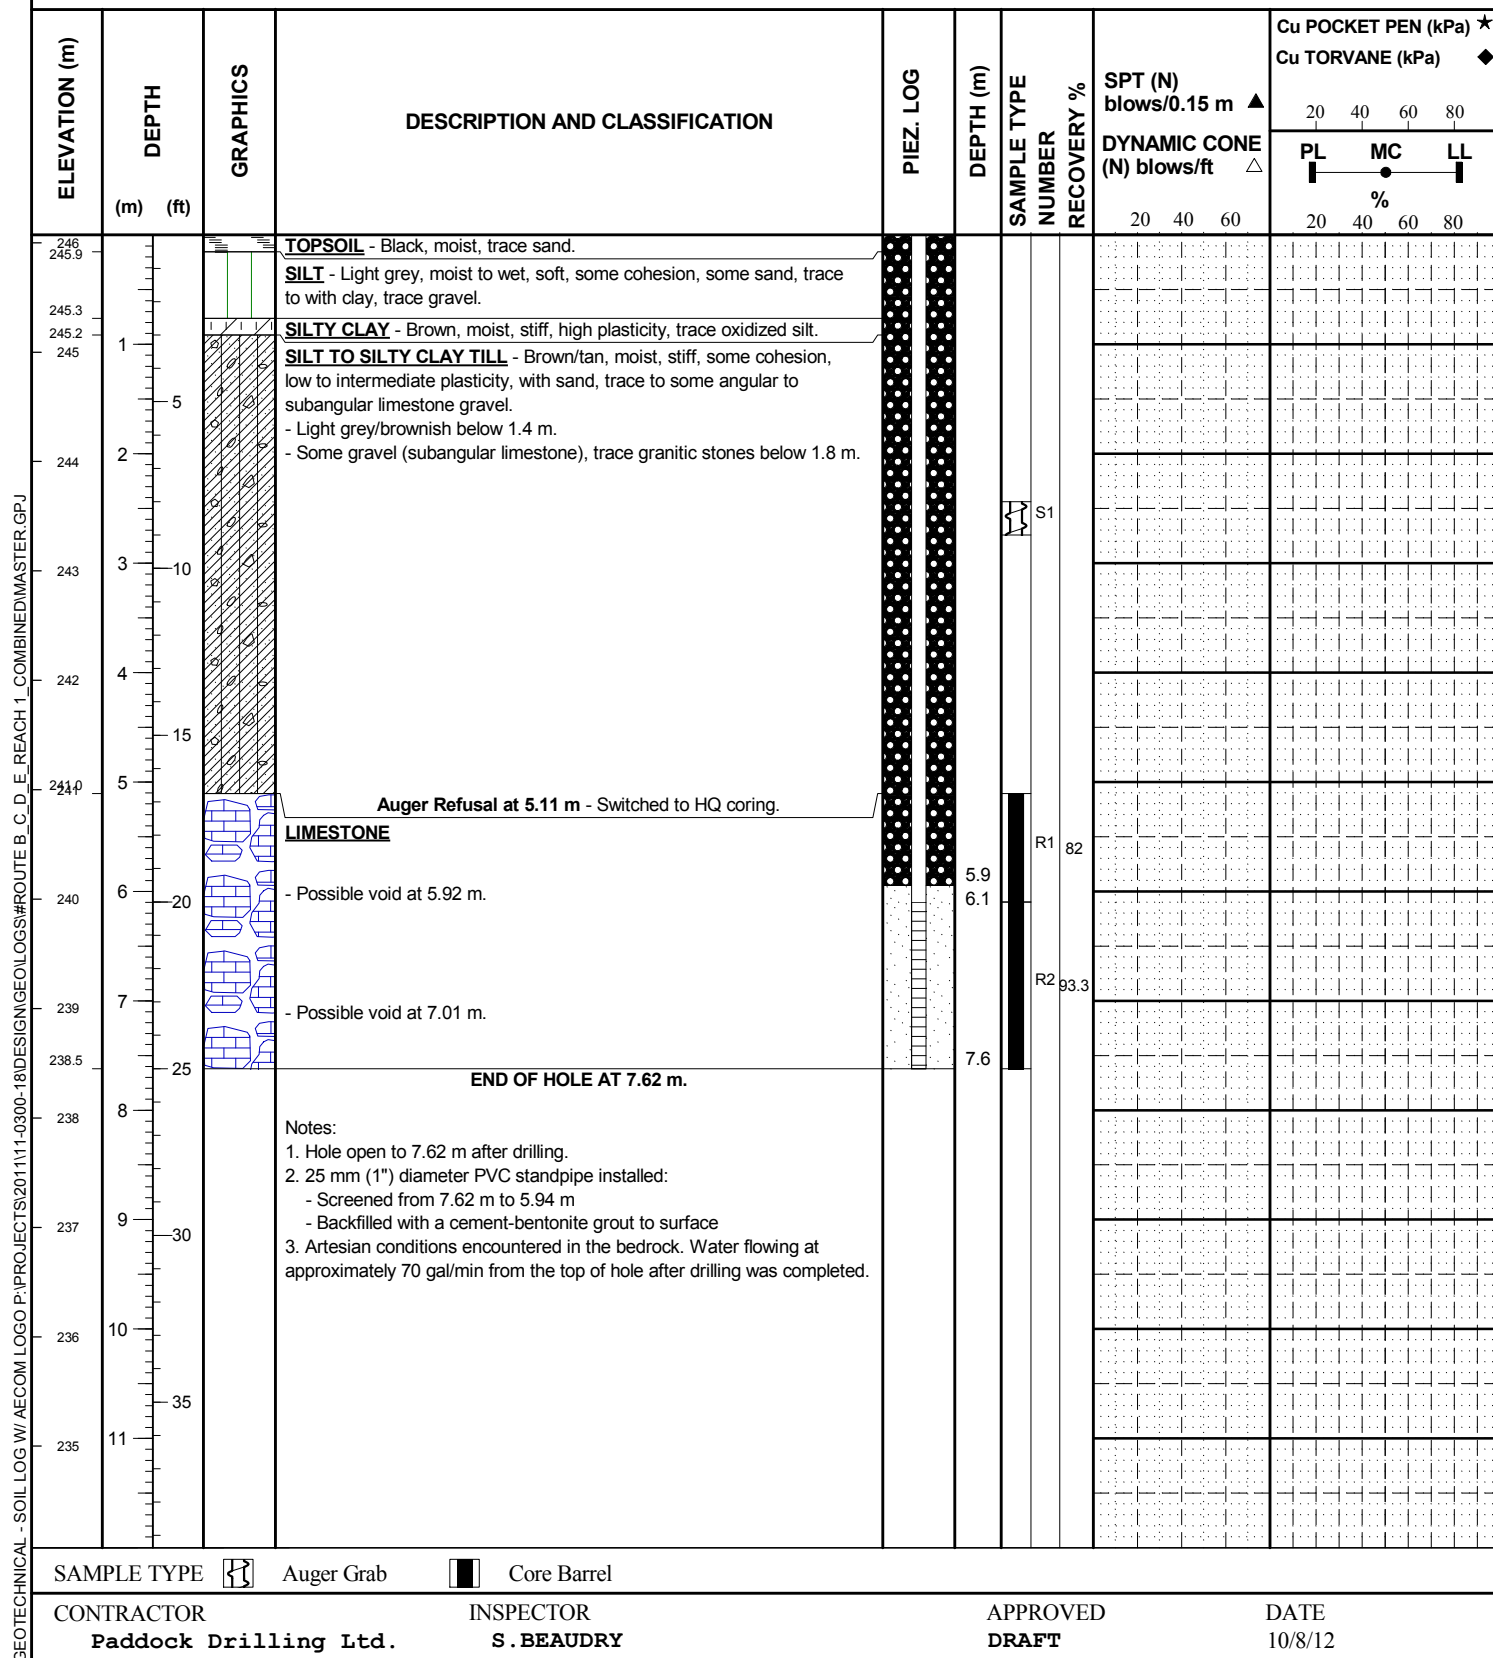 ELEVATION (m)
DEPTH
(m) (ft)
GRAPHICS
DESCRIPTION AND CLASSIFICATION
PIEZ. LOG
DEPTH (m)
SAMPLE TYPE
NUMBER
RECOVERY %
SPT (N)
blows/0.15 m ▲
DYNAMIC CONE
(N) blows/ft △
20 40 60
Cu POCKET PEN (kPa) ★
Cu TORVANE (kPa) ◆
20 40 60 80
PL MC LL
%
20 40 60 80
246
245.9
TOPSOIL - Black, moist, trace sand.
SILT - Light grey, moist to wet, soft, some cohesion, some sand, trace
to with clay, trace gravel.
245.3
SILTY CLAY - Brown, moist, stiff, high plasticity, trace oxidized silt.
245.2
245
1
SILT TO SILTY CLAY TILL - Brown/tan, moist, stiff, some cohesion,
low to intermediate plasticity, with sand, trace to some angular to
5
subangular limestone gravel.
- Light grey/brownish below 1.4 m.
244
2
- Some gravel (subangular limestone), trace granitic stones below 1.8 m.
S1
243
3
10
242
4
15
241.0
241
5
Auger Refusal at 5.11 m - Switched to HQ coring.
LIMESTONE
R1 82
5.9
240
6
20
- Possible void at 5.92 m.
6.1
R2 93.3
239
7
- Possible void at 7.01 m.
238.5
25
7.6
END OF HOLE AT 7.62 m.
238
8
Notes:
1. Hole open to 7.62 m after drilling.
2. 25 mm (1") diameter PVC standpipe installed:
- Screened from 7.62 m to 5.94 m
237
9
- Backfilled with a cement-bentonite grout to surface
30
3. Artesian conditions encountered in the bedrock. Water flowing at
approximately 70 gal/min from the top of hole after drilling was completed.
236
10
35
235
11
GEOTECHNICAL - SOIL LOG W/ AECOM LOGO P:\PROJECTS\2011\11-0300-18\DESIGN\GEO\LOGS\#ROUTE B_C_D_E_REACH 1_COMBINED\MASTER.GPJ
SAMPLE TYPE Auger Grab Core Barrel
CONTRACTOR INSPECTOR APPROVED DATE
Paddock Drilling Ltd. S.BEAUDRY DRAFT 10/8/12